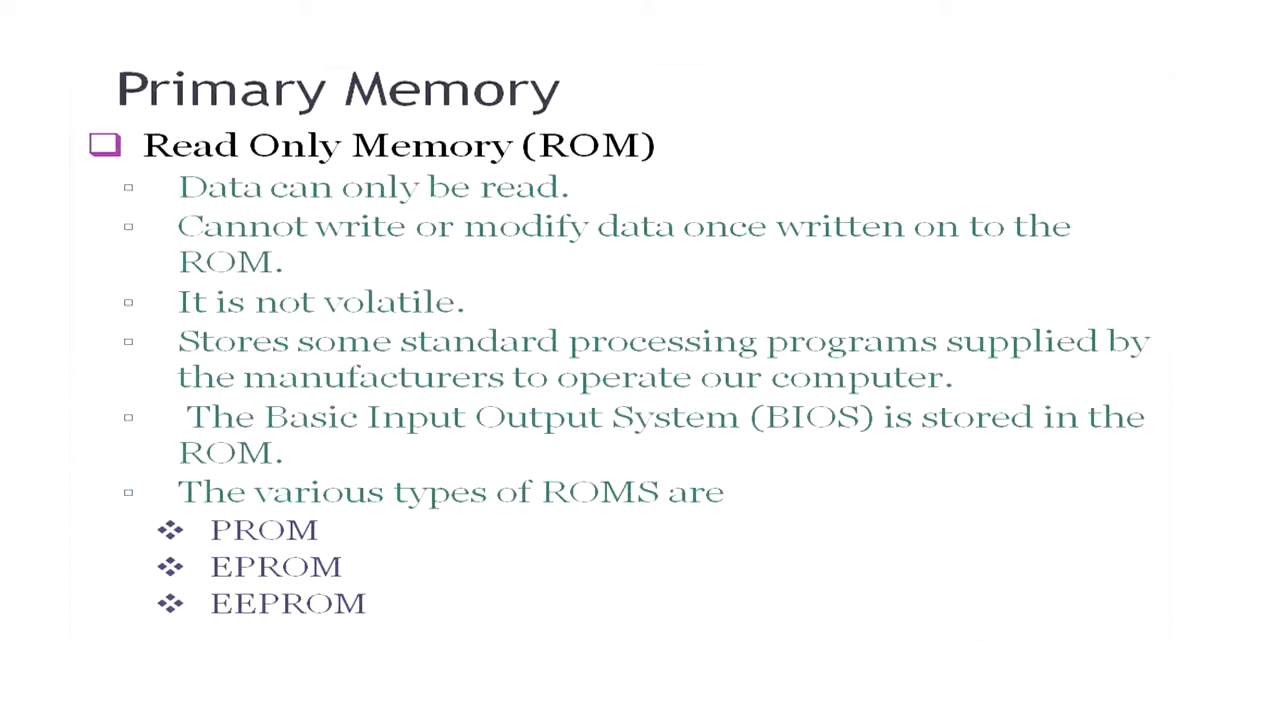 Primary Memory
Read Only Memory (ROM)
Data can only be read.
Cannot write or modify data once written on to the
ROM.
It is not volatile.
Stores some standard processing programs supplied by
the manufacturers to operate our computer.
The Basic Input Output System (BIOS) is stored in the
ROM.
The various types of ROMS are
PROM
EPROM
EEPROM